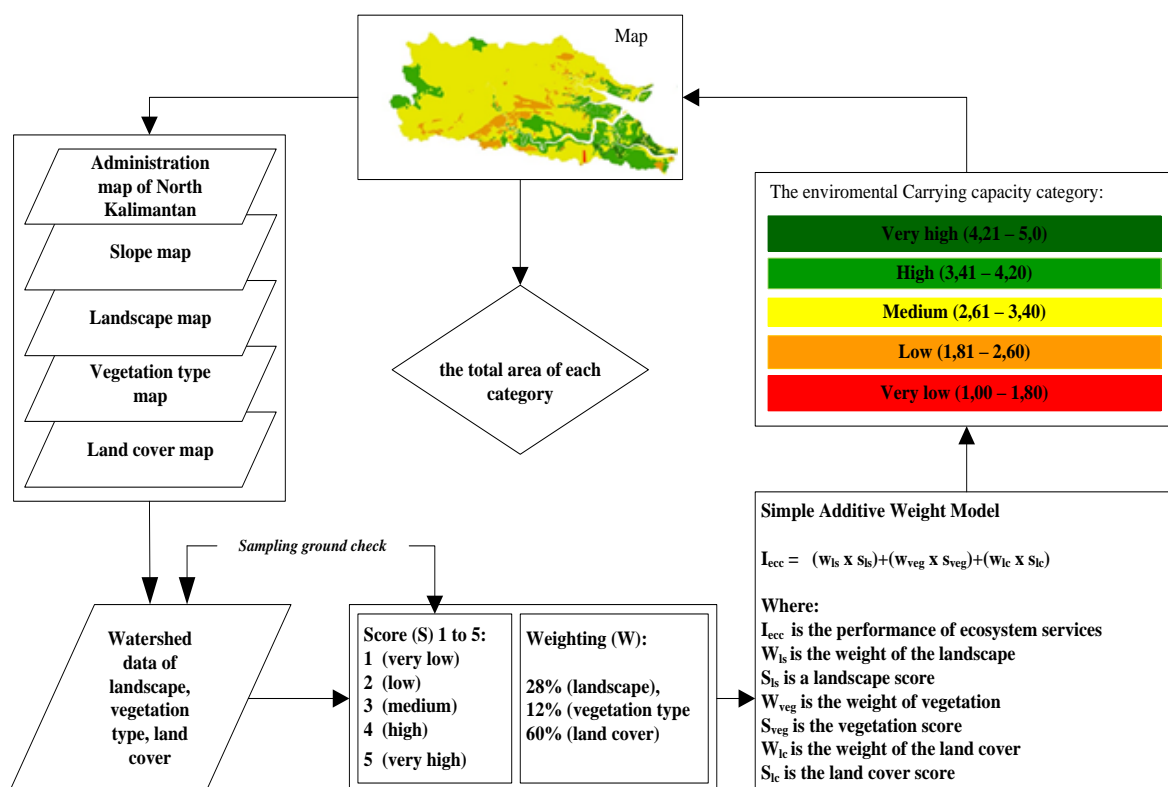 Map
Administration
map of North
Kalimantan
Slope map
Landscape map
Vegetation type
map
Land cover map
the total area of each
category
The enviromental Carrying capacity category:
Very high (4,21 – 5,0)
High (3,41 – 4,20)
Medium (2,61 – 3,40)
Low (1,81 – 2,60)
Very low (1,00 – 1,80)
Sampling ground check
Watershed
data of
landscape,
vegetation
type, land
cover
Score (S) 1 to 5:
1 (very low)
2 (low)
3 (medium)
4 (high)
5 (very high)
Weighting (W):
28% (landscape),
12% (vegetation type
60% (land cover)
Simple Additive Weight Model
Iecc = (wls x sls)+(wveg x sveg)+(wlc x slc)
Where:
Iecc is the performance of ecosystem services
Wls is the weight of the landscape
Sls is a landscape score
Wveg is the weight of vegetation
Sveg is the vegetation score
Wlc is the weight of the land cover
Slc is the land cover score